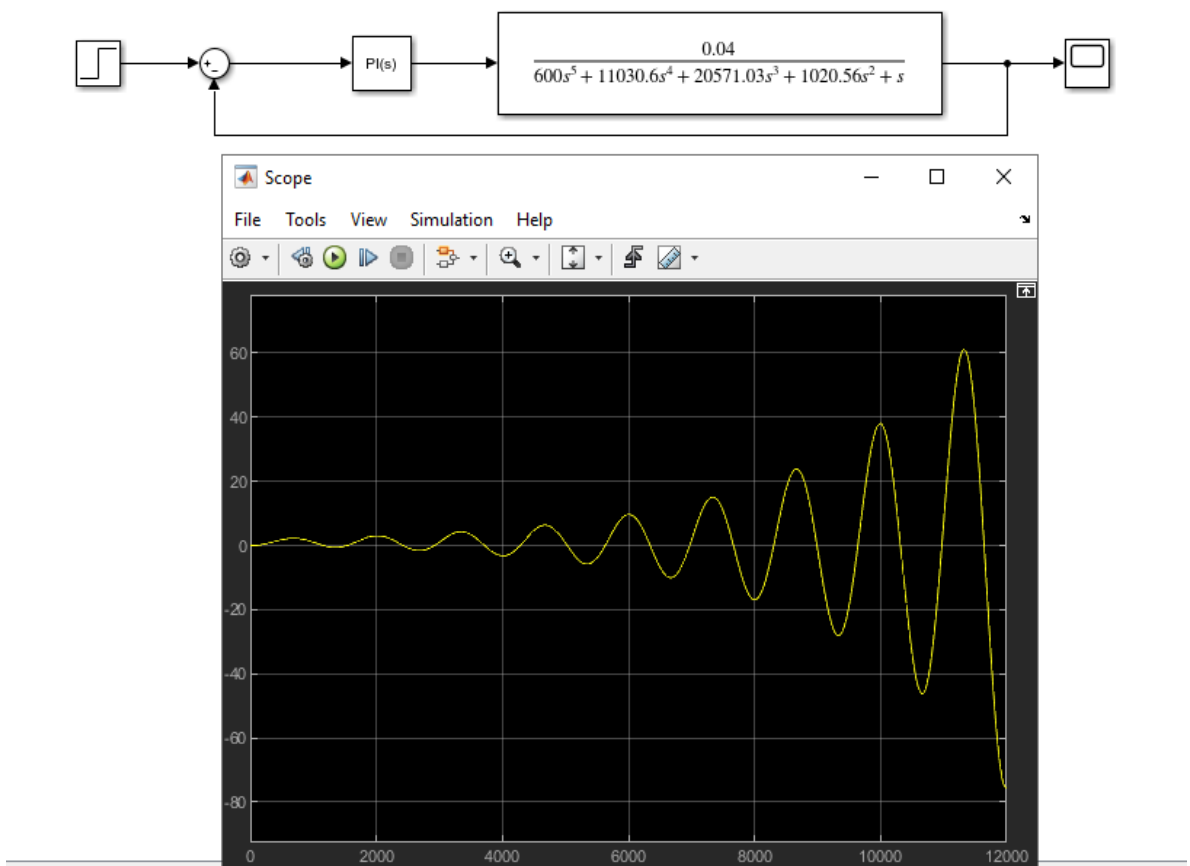 +
−
PI(s)
0.04
600s⁵ + 11030.6s⁴ + 20571.03s³ + 1020.56s² + s
Scope
File Tools View Simulation Help
60
40
20
0
-20
-40
-60
-80
0 2000 4000 6000 8000 10000 12000